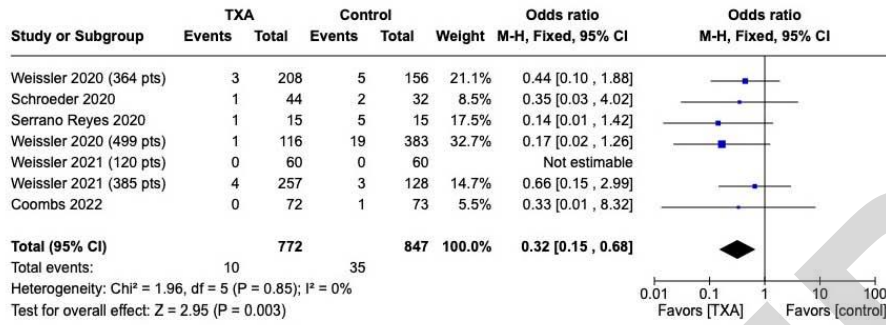 TXA Control Odds ratio Odds ratio
Study or Subgroup Events Total Events Total Weight M-H, Fixed, 95% CI M-H, Fixed, 95% CI
Weissler 2020 (364 pts) 3 208 5 156 21.1% 0.44 [0.10 , 1.88]
Schroeder 2020 1 44 2 32 8.5% 0.35 [0.03 , 4.02]
Serrano Reyes 2020 1 15 5 15 17.5% 0.14 [0.01 , 1.42]
Weissler 2020 (499 pts) 1 116 19 383 32.7% 0.17 [0.02 , 1.26]
Weissler 2021 (120 pts) 0 60 0 60 Not estimable
Weissler 2021 (385 pts) 4 257 3 128 14.7% 0.66 [0.15 , 2.99]
Coombs 2022 0 72 1 73 5.5% 0.33 [0.01 , 8.32]
Total (95% CI) 772 847 100.0% 0.32 [0.15 , 0.68]
Total events: 10 35
Heterogeneity: Chi² = 1.96, df = 5 (P = 0.85); I² = 0%
Test for overall effect: Z = 2.95 (P = 0.003)
0.01 0.1 1 10 100
Favors [TXA] Favors [control]